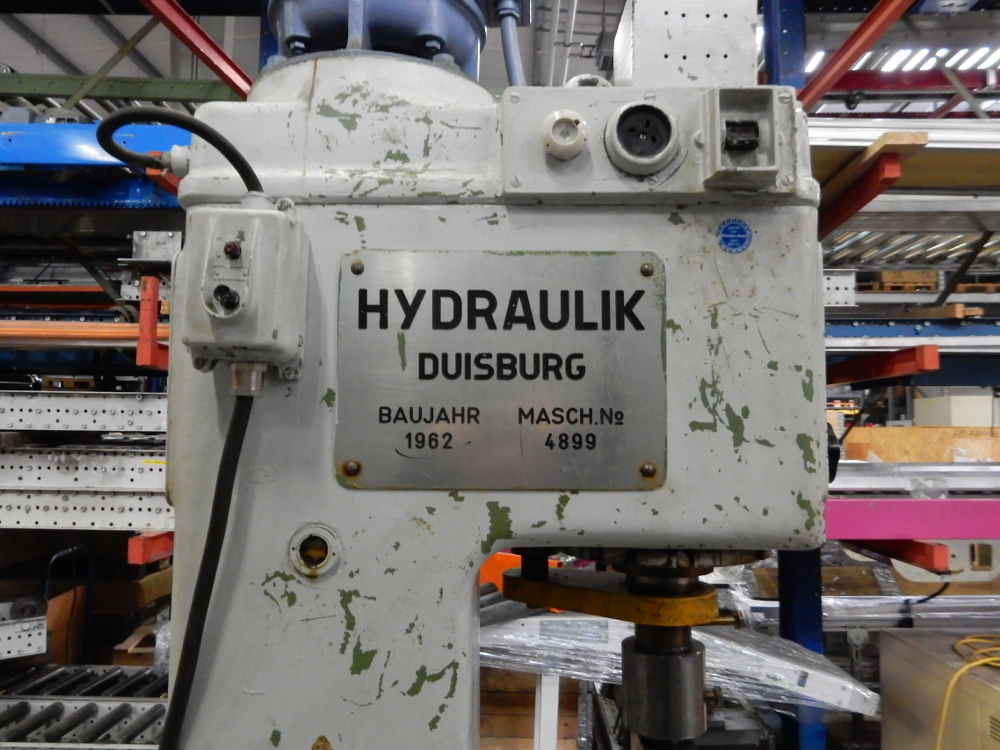 HYDRAULIK
DUISBURG
BAUJAHR MASCH.No
1962 4899